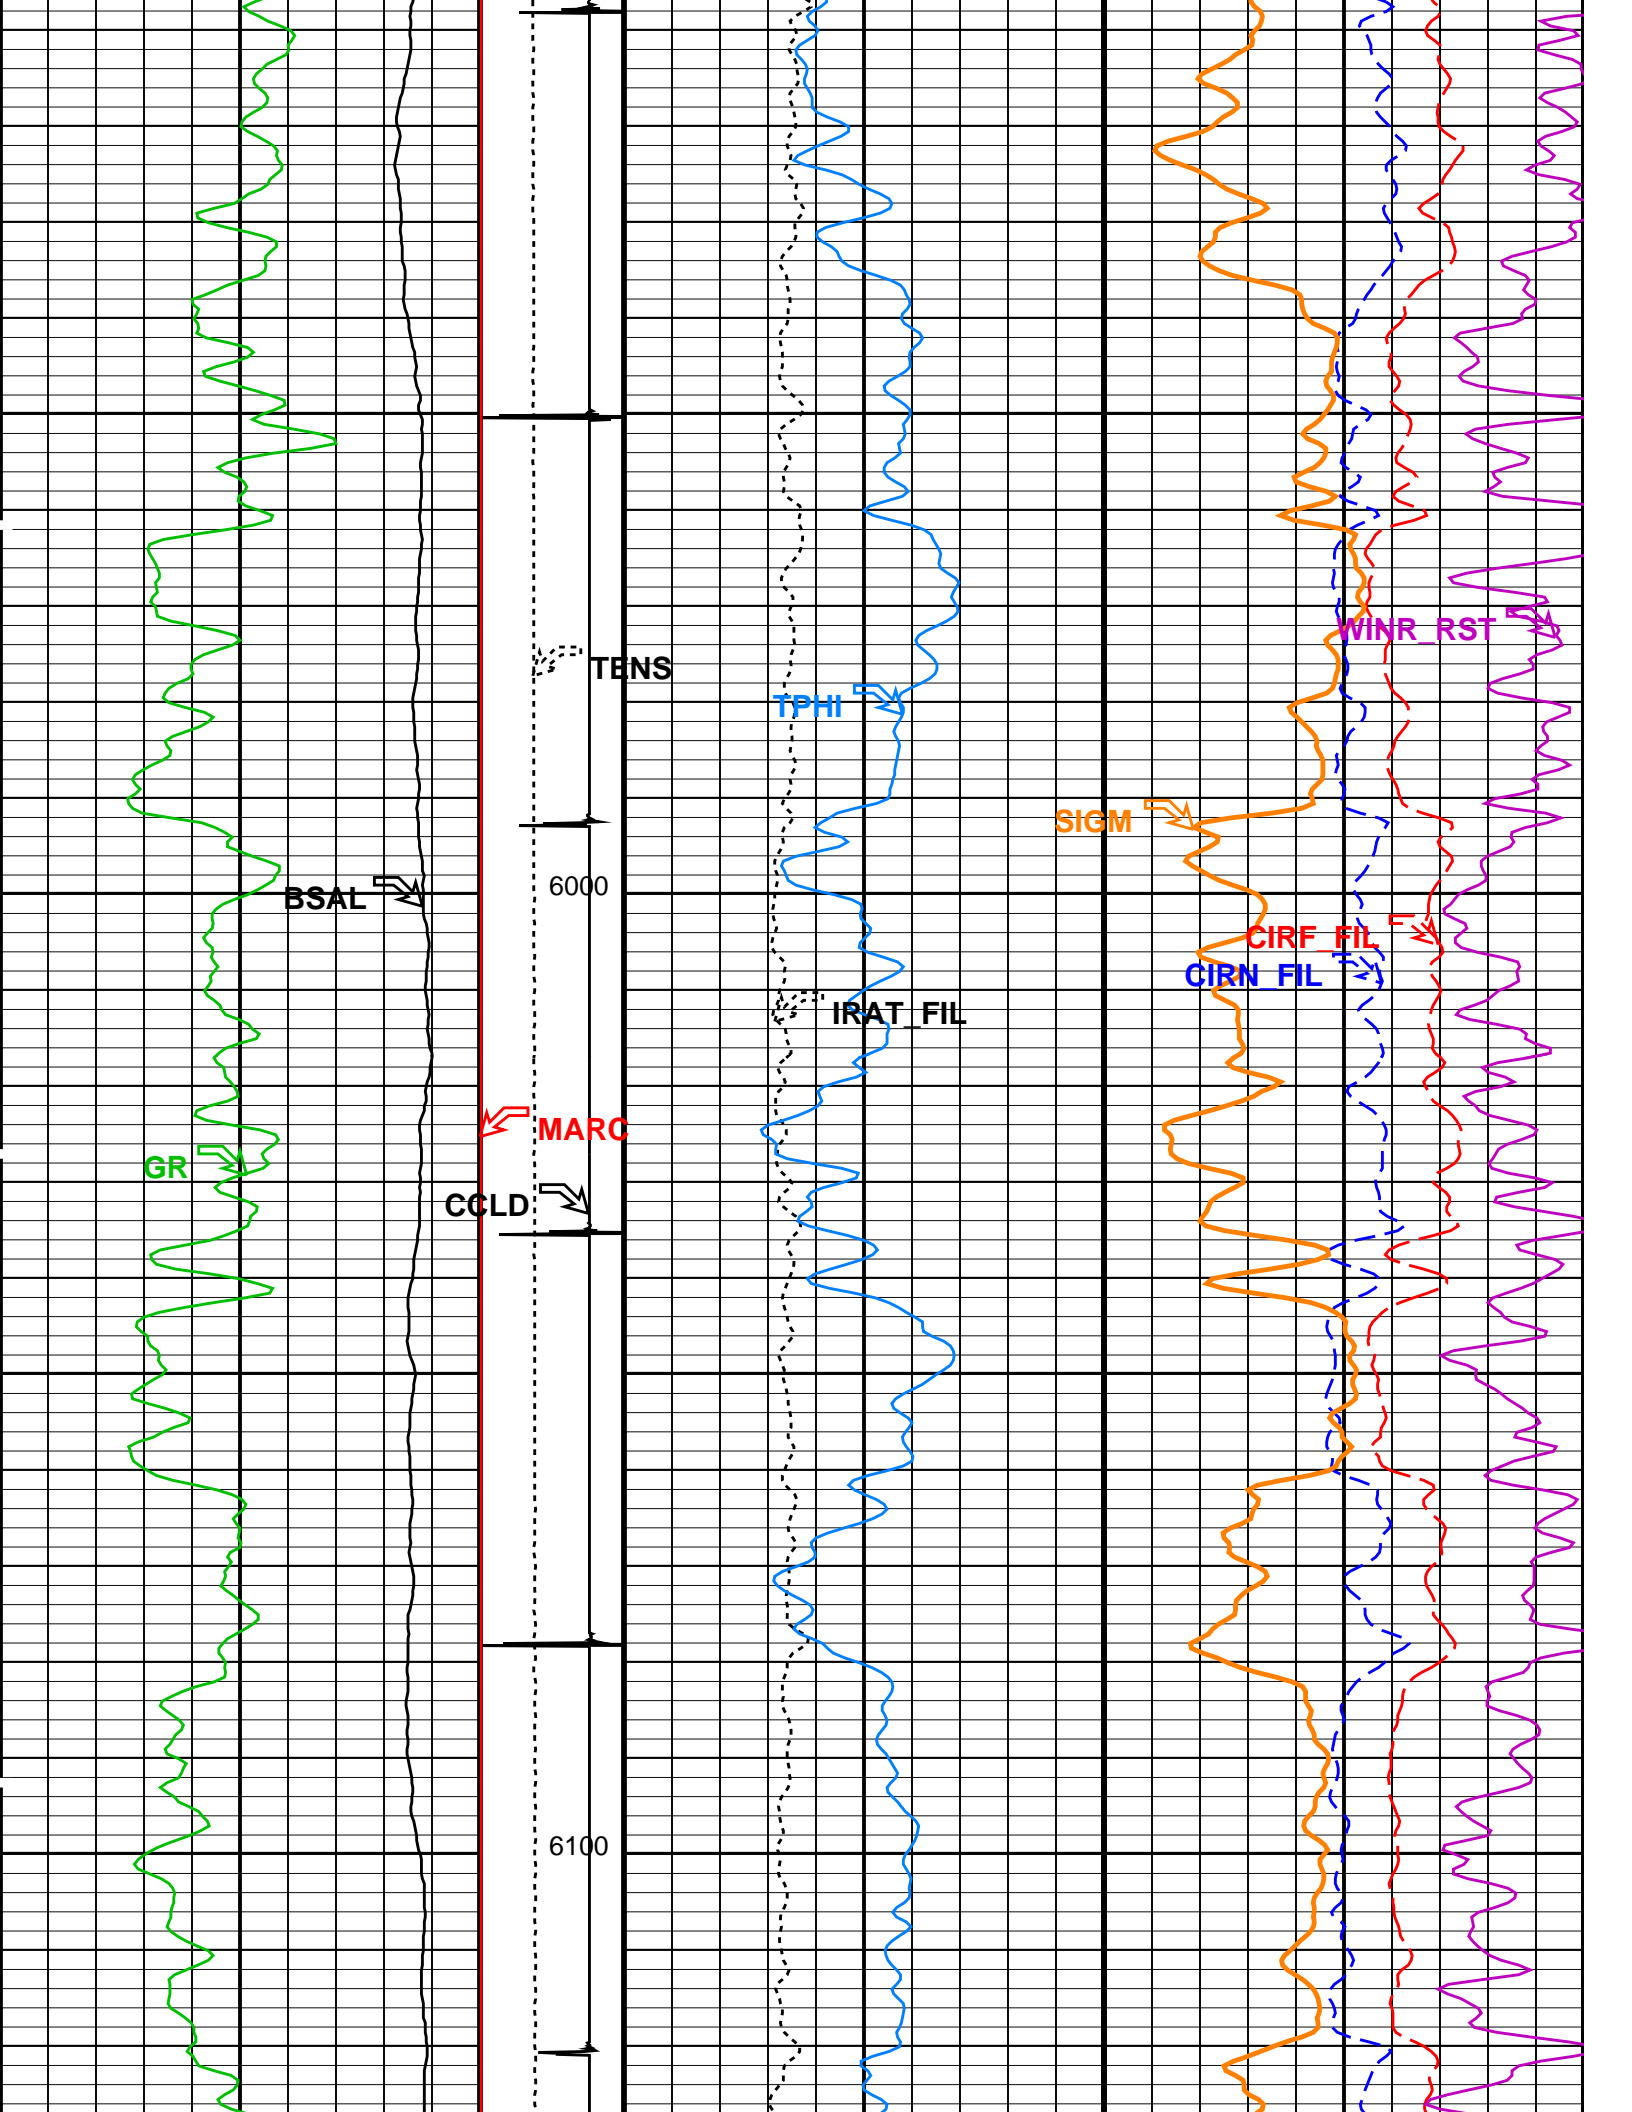 WINR_RST
TENS
TPHI
SIGM
6000
BSAL
CIRF_FIL
CIRN_FIL
IRAT_FIL
MARC
GR
CCLD
6100